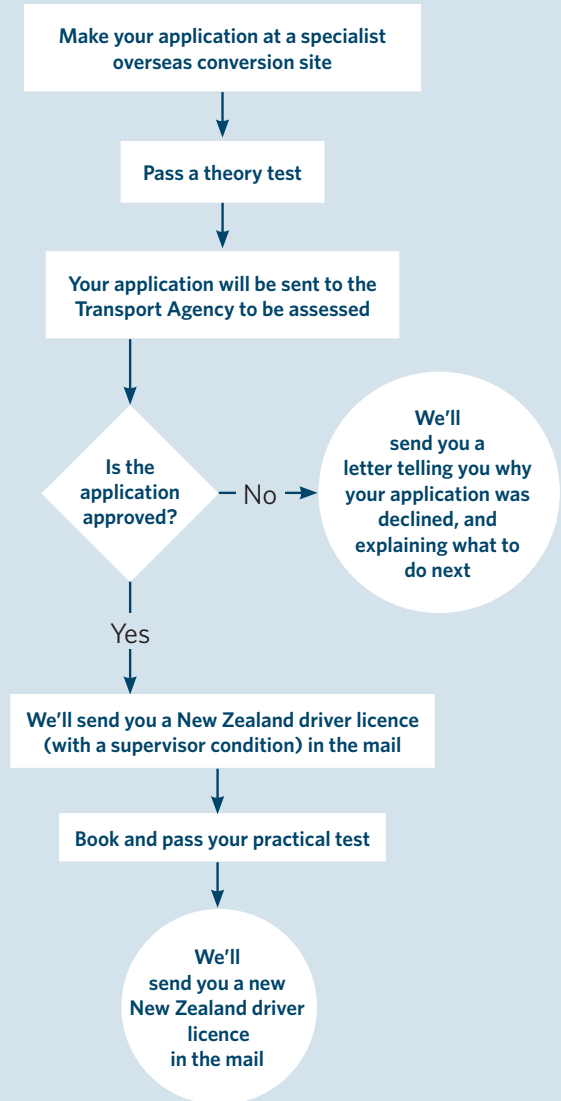 Make your application at a specialist
overseas conversion site
Pass a theory test
Your application will be sent to the
Transport Agency to be assessed
Is the
application
approved?
No
We'll
send you a
letter telling you why
your application was
declined, and
explaining what to
do next
Yes
We'll send you a New Zealand driver licence
(with a supervisor condition) in the mail
Book and pass your practical test
We'll
send you a new
New Zealand driver
licence
in the mail